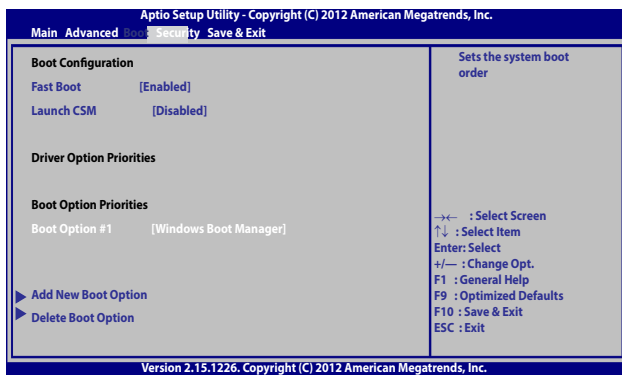 Aptio Setup Utility - Copyright (C) 2012 American Megatrends, Inc.
Main Advanced Boot Security Save & Exit
Boot Configuration
Fast Boot [Enabled]
Launch CSM [Disabled]
Driver Option Priorities
Boot Option Priorities
Boot Option #1 [Windows Boot Manager]
Add New Boot Option
Delete Boot Option
Sets the system boot
order
→← : Select Screen
↑↓ : Select Item
Enter: Select
+/— : Change Opt.
F1 : General Help
F9 : Optimized Defaults
F10 : Save & Exit
ESC : Exit
Version 2.15.1226. Copyright (C) 2012 American Megatrends, Inc.